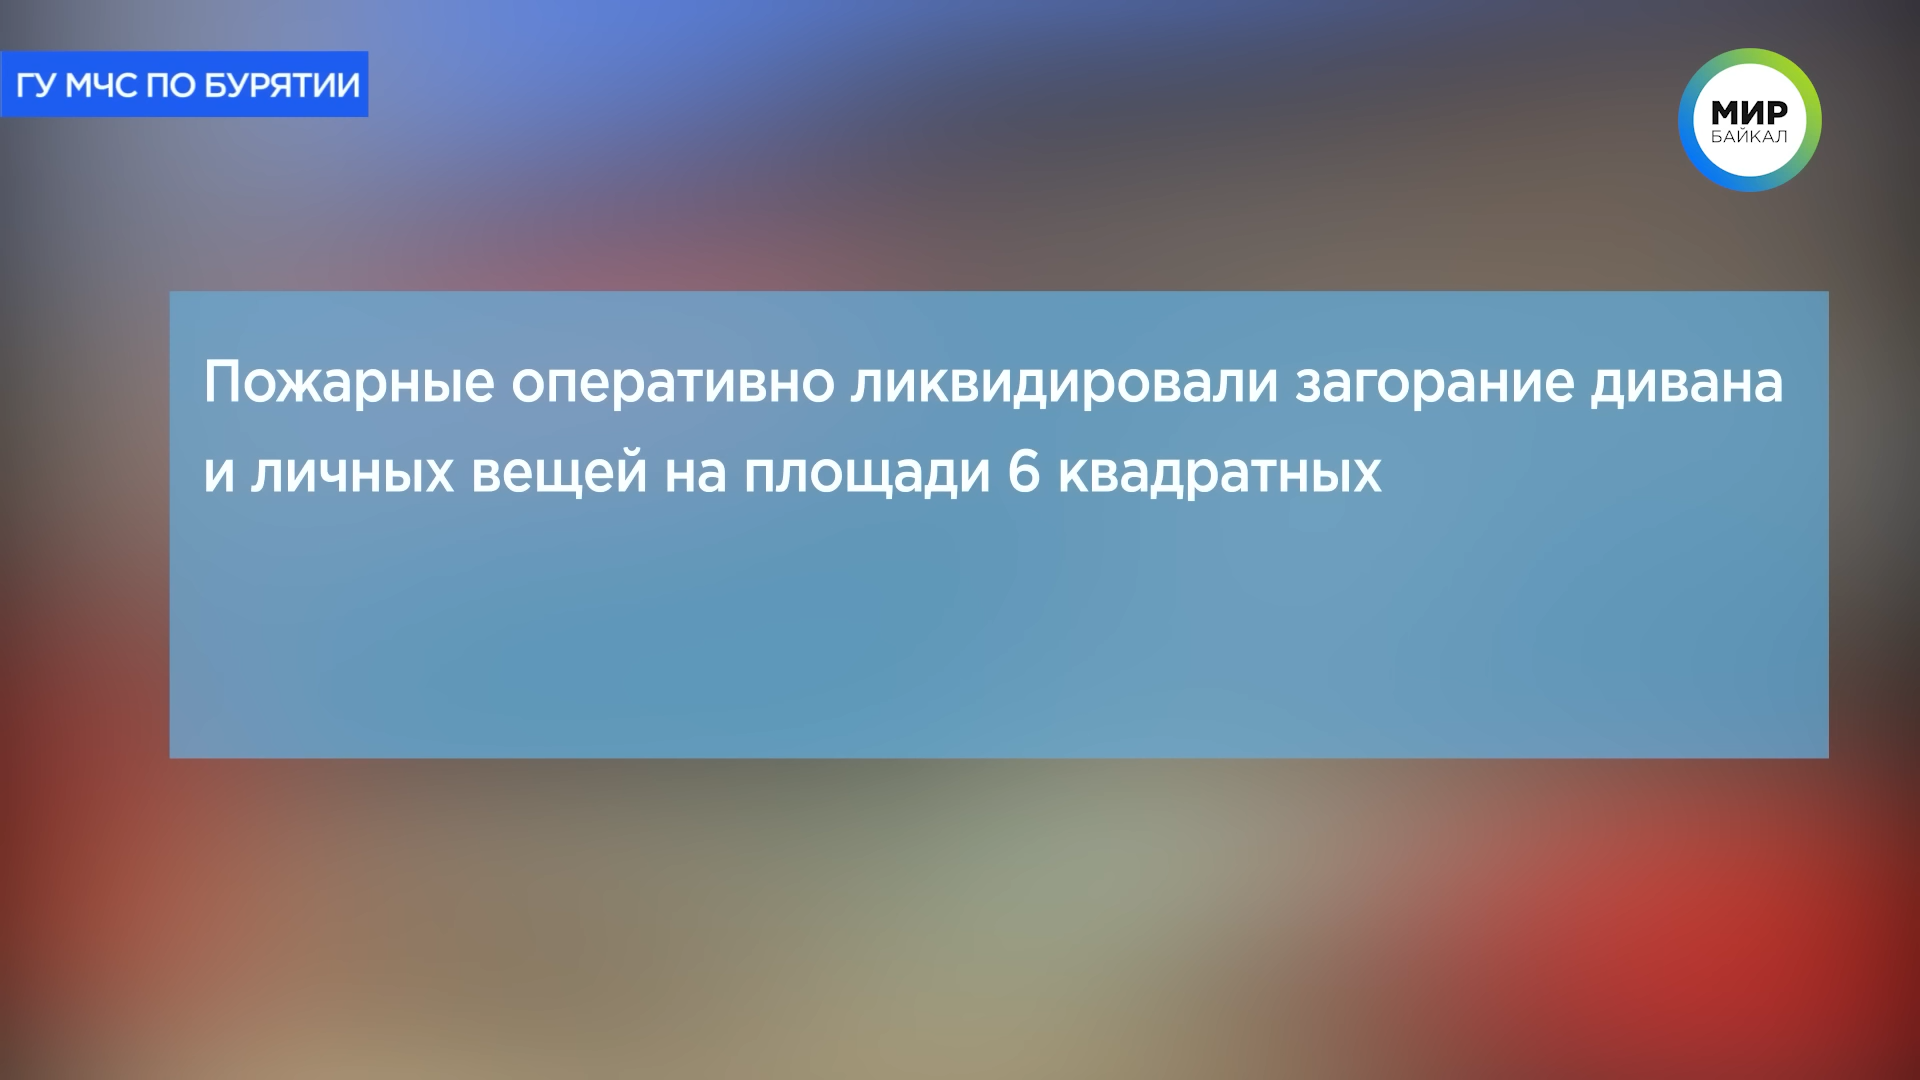 ГУ МЧС ПО БУРЯТИИ
МИР
БАЙКАЛ
Пожарные оперативно ликвидировали загорание дивана
и личных вещей на площади 6 квадратных